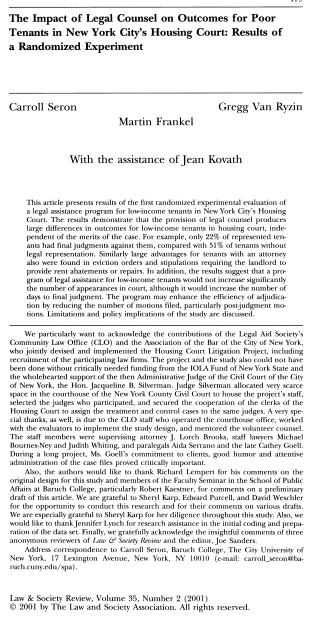 The Impact of Legal Counsel on Outcomes for Poor
Tenants in New York City's Housing Court: Results of
a Randomized Experiment
Carroll Seron Gregg Van Ryzin
Martin Frankel
With the assistance of Jean Kovath
This article presents results of the first randomized experimental evaluation of
a legal assistance program for low-income tenants in New York City's Housing
Court. The results demonstrate that the provision of legal counsel produces
large differences in outcomes for low-income tenants in housing court, inde-
pendent of the merits of the case. For example, only 22% of represented ten-
ants had final judgments against them, compared with 51% of tenants without
legal representation. Similarly large advantages for tenants with an attorney
also were found in eviction orders and stipulations requiring the landlord to
provide rent abatements or repairs. In addition, the results suggest that a pro-
gram of legal assistance for low-income tenants would not increase significantly
the number of appearances in court, although it would increase the number of
days to final judgment. The program may enhance the efficiency of adjudica-
tion by reducing the number of motions filed, particularly post-judgment mo-
tions. Limitations and policy implications of the study are discussed.
We particularly want to acknowledge the contributions of the Legal Aid Society's
Community Law Office (CLO) and the Association of the Bar of the City of New York,
who jointly devised and implemented the Housing Court Litigation Project, including
recruitment of the participating law firms. The project and the study also could not have
been done without critically needed funding from the IOLA Fund of New York State and
the wholehearted support of the then Administrative Judge of the Civil Court of the City
of New York, the Hon. Jacqueline B. Silverman. Judge Silverman allocated very scarce
space in the courthouse of the New York County Civil Court to house the project's staff,
selected the judges who participated, and secured the cooperation of the clerks of the
Housing Court to assign the treatment and control cases to the same judges. A very spe-
cial thanks, as well, is due to the CLO staff who operated the courthouse office, worked
with the evaluators to implement the study design, and mentored the volunteer counsel.
The staff members were supervising attorney J. Lorch Brooks, staff lawyers Michael
Bournes-Ney and Judith Whiting, and paralegals Aida Serrano and the late Cathey Goell.
During a long project, Ms. Goell's commitment to clients, good humor and attentive
administration of the case files proved critically important.
Also, the authors would like to thank Richard Lempert for his comments on the
original design for this study and members of the Faculty Seminar in the School of Public
Affairs at Baruch College, particularly Robert Kaestner, for comments on a preliminary
draft of this article. We are grateful to Sheryl Karp, Edward Purcell, and David Weschler
for the opportunity to conduct this research and for their comments on various drafts.
We are especially grateful to Sheryl Karp for her diligence throughout this study. Also, we
would like to thank Jennifer Lynch for research assistance in the initial coding and prepa-
ration of the data set. Finally, we gratefully acknowledge the insightful comments of three
anonymous reviewers of Law & Society Review and the editor, Joe Sanders.
Address correspondence to Carroll Seron, Baruch College, The City University of
New York, 17 Lexington Avenue, New York, NY 10010 (e-mail: carroll_seron@ba-
ruch.cuny.edu/spa).
Law & Society Review, Volume 35, Number 2 (2001)
© 2001 by The Law and Society Association. All rights reserved.